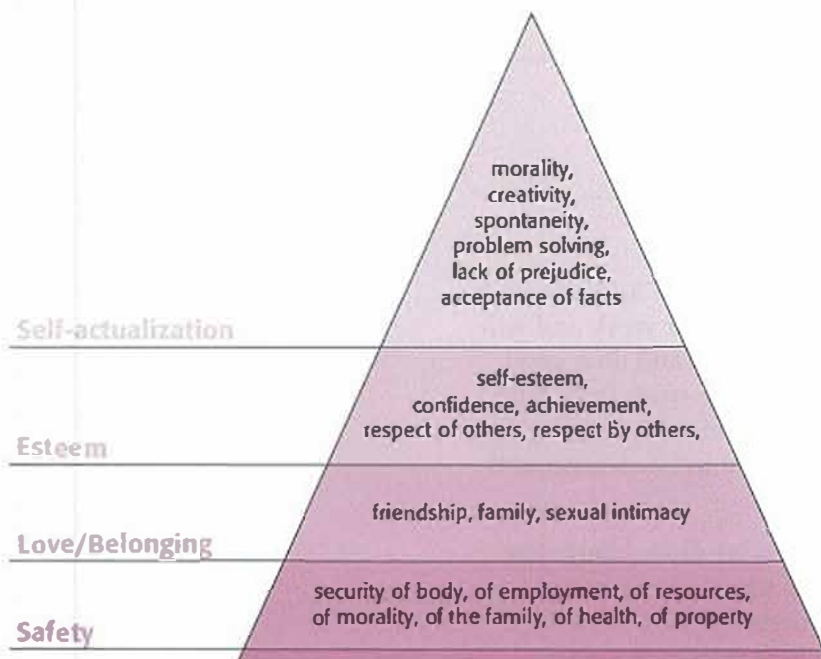 morality,
creativity,
spontaneity,
problem solving,
lack of prejudice,
acceptance of facts
Self-actualization
self-esteem,
confidence, achievement,
respect of others, respect by others,
Esteem
friendship, family, sexual intimacy
Love/Belonging
security of body, of employment, of resources,
of morality, of the family, of health, of property
Safety